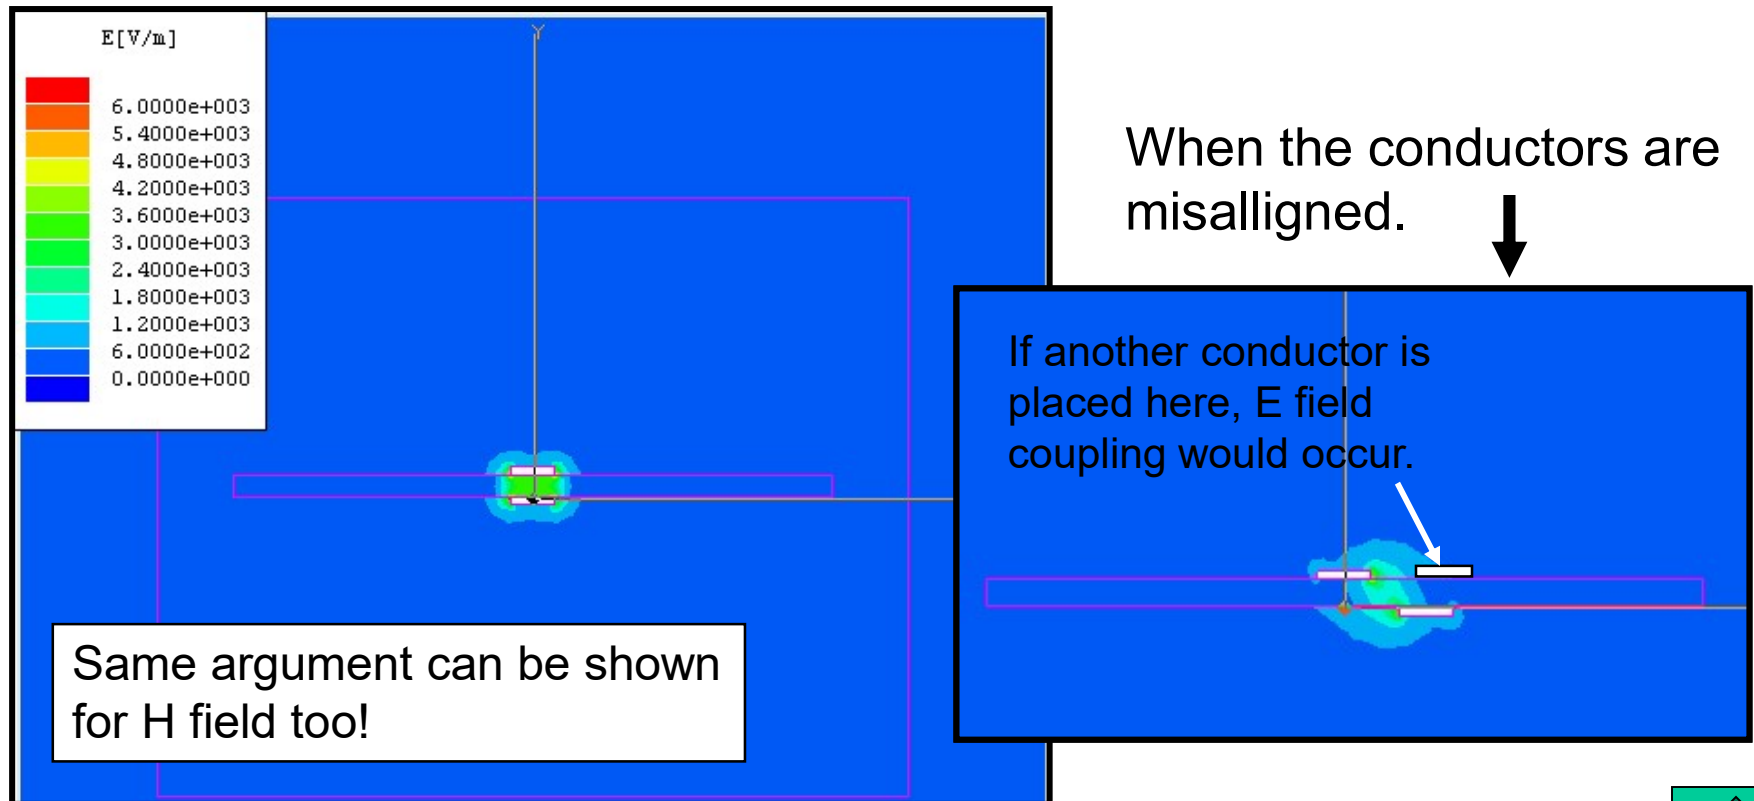 E[V/m]
6.0000e+003
5.4000e+003
4.8000e+003
4.2000e+003
3.6000e+003
3.0000e+003
2.4000e+003
1.8000e+003
1.2000e+003
6.0000e+002
0.0000e+000
Y
When the conductors are
misalligned.
If another conductor is
placed here, E field
coupling would occur.
Same argument can be shown
for H field too!